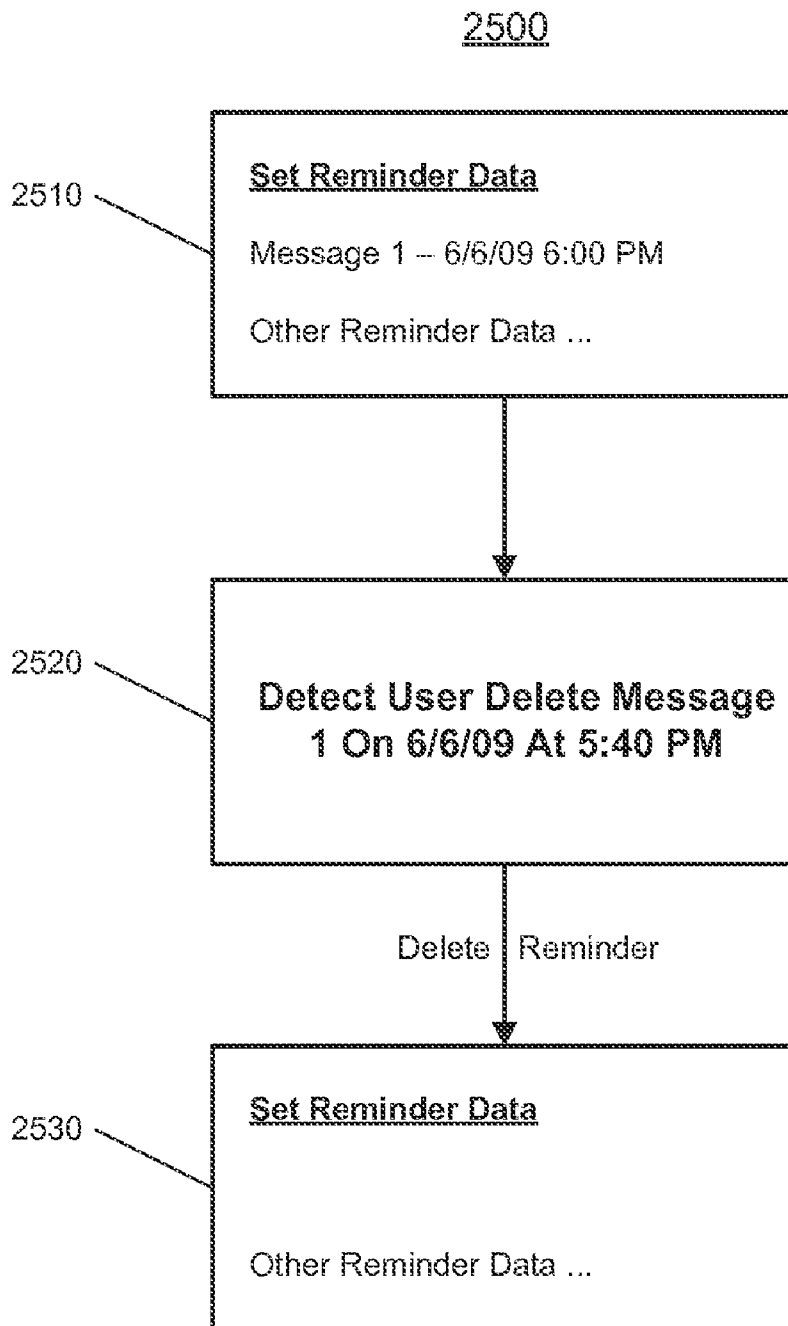 2500
2510
Set Reminder Data
Message 1 – 6/6/09 6:00 PM
Other Reminder Data ...
2520
Detect User Delete Message
1 On 6/6/09 At 5:40 PM
Delete Reminder
2530
Set Reminder Data
Other Reminder Data ...